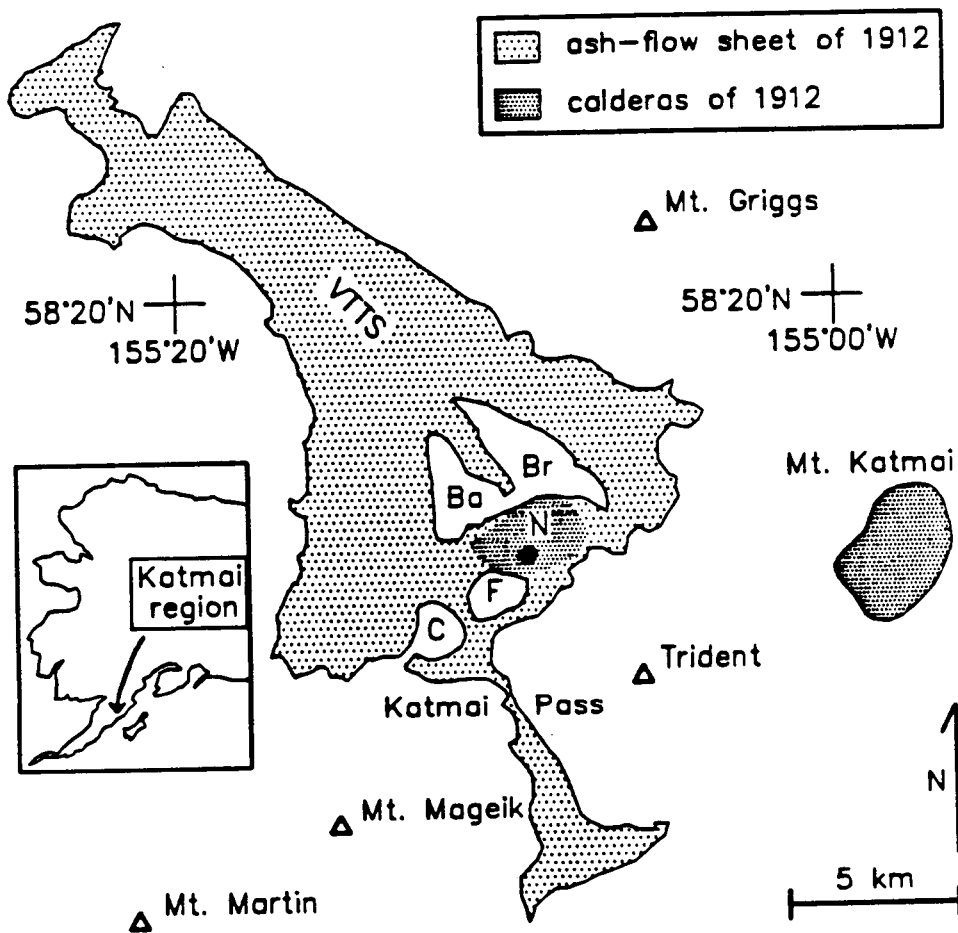 ash-flow sheet of 1912
calderas of 1912
Mt. Griggs
VTTS
58°20'N
155°20'W
58°20'N
155°00'W
Mt. Katmai
Br
Ba
N
Katmai
region
F
C
Trident
Katmai Pass
N
Mt. Mageik
5 km
Mt. Martin